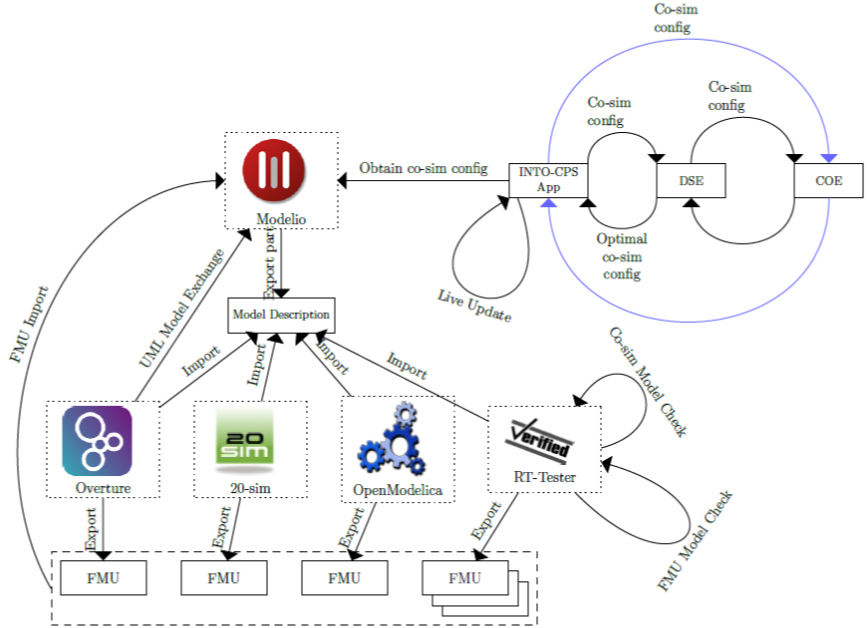 Co-sim
config
Co-sim
config
Co-sim
config
Obtain co-sim config
INTO-CPS
App
DSE
COE
Modelio
Optimal
co-sim
config
Live Update
Export part
UML Model Exchange
FMU Import
Model Description
Import
Import
Import
Import
Co-sim Model Check
20
sim
Verified
Overture
20-sim
OpenModelica
RT-Tester
Export
Export
Export
Export
FMU Model Check
FMU
FMU
FMU
FMU